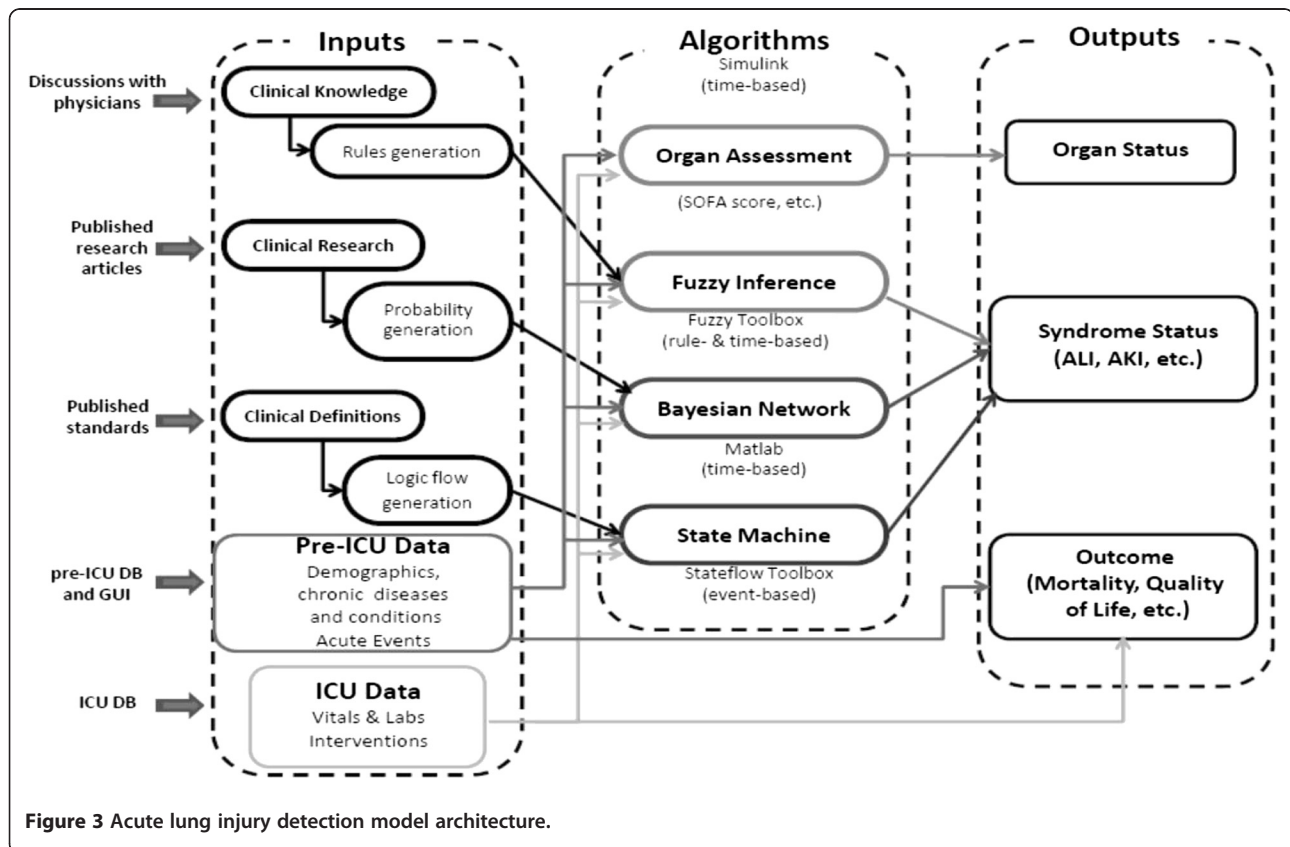 Inputs
Algorithms
Outputs
Discussions with
physicians
Clinical Knowledge
Rules generation
Published
research
articles
Clinical Research
Probability
generation
Published
standards
Clinical Definitions
Logic flow
generation
pre-ICU DB
and GUI
Pre-ICU Data
Demographics,
chronic diseases
and conditions
Acute Events
ICU DB
ICU Data
Vitals & Labs
Interventions
Simulink
(time-based)
Organ Assessment
(SOFA score, etc.)
Fuzzy Inference
Fuzzy Toolbox
(rule- & time-based)
Bayesian Network
Matlab
(time-based)
State Machine
Stateflow Toolbox
(event-based)
Organ Status
Syndrome Status
(ALI, AKI, etc.)
Outcome
(Mortality, Quality
of Life, etc.)
Figure 3 Acute lung injury detection model architecture.